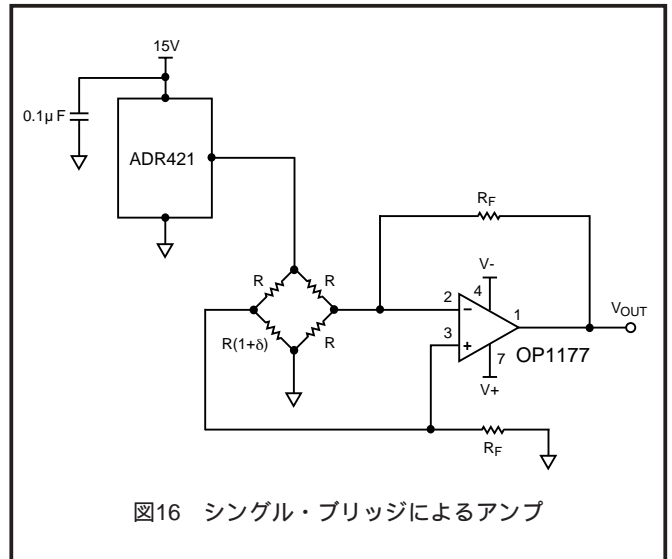 15V
0.1μF
ADR421
RF
R
R
V-
2
4
1
VOUT
R(1+δ)
R
3
7
OP1177
V+
RF
図16 シングル・ブリッジによるアンプ